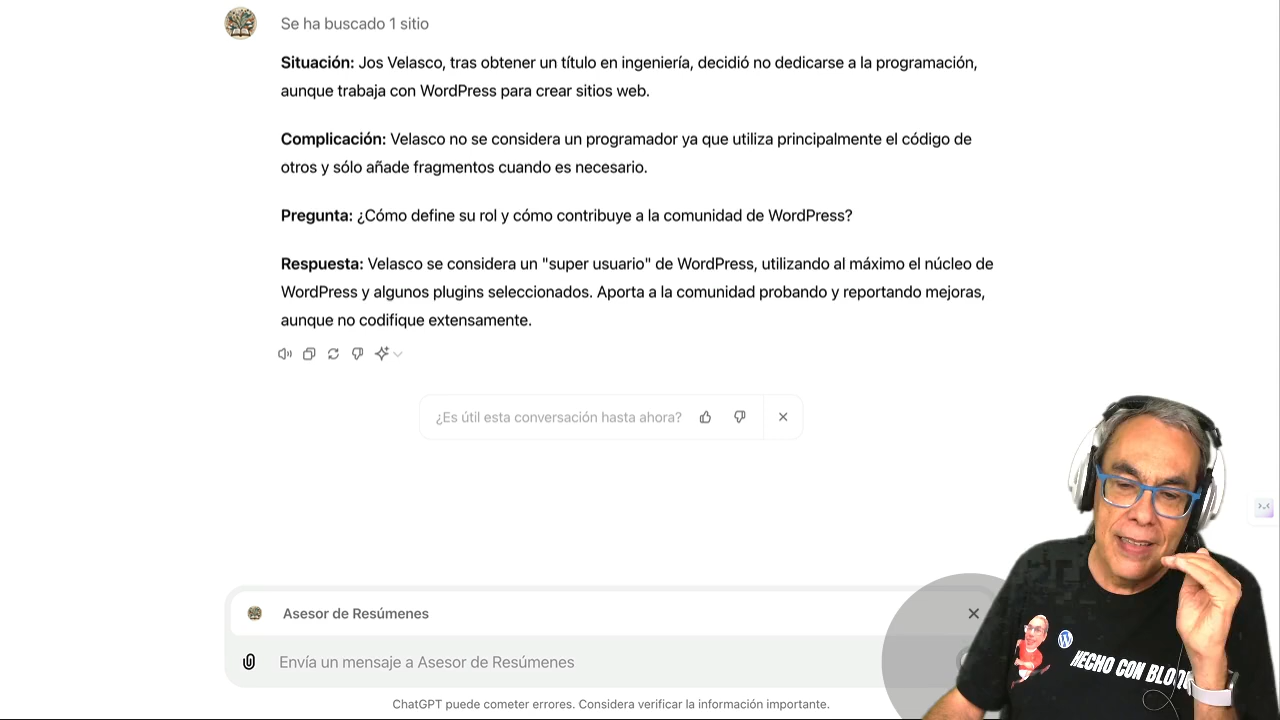 Se ha buscado 1 sitio
Situación: Jos Velasco, tras obtener un título en ingeniería, decidió no dedicarse a la programación,
aunque trabaja con WordPress para crear sitios web.
Complicación: Velasco no se considera un programador ya que utiliza principalmente el código de
otros y sólo añade fragmentos cuando es necesario.
Pregunta: ¿Cómo define su rol y cómo contribuye a la comunidad de WordPress?
Respuesta: Velasco se considera un "super usuario" de WordPress, utilizando al máximo el núcleo de
WordPress y algunos plugins seleccionados. Aporta a la comunidad probando y reportando mejoras,
aunque no codifique extensamente.
¿Es útil esta conversación hasta ahora?
Asesor de Resúmenes
Envía un mensaje a Asesor de Resúmenes
ChatGPT puede cometer errores. Considera verificar la información importante.
HECHO CON